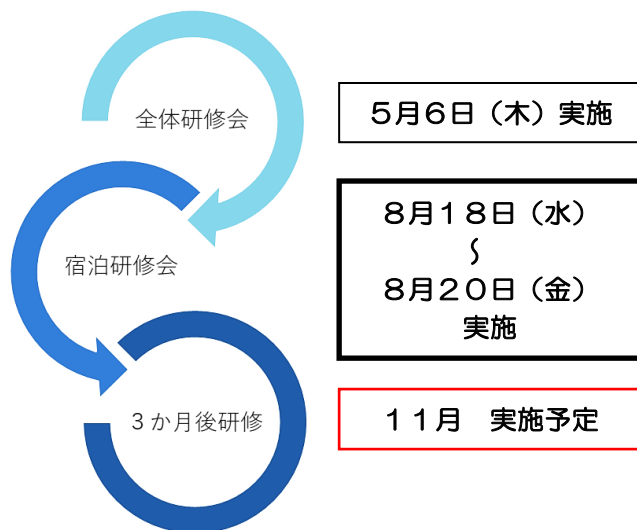 全体研修会
5月6日（木）実施
宿泊研修会
8月18日（水）
～
8月20日（金）
実施
3か月後研修
11月　実施予定